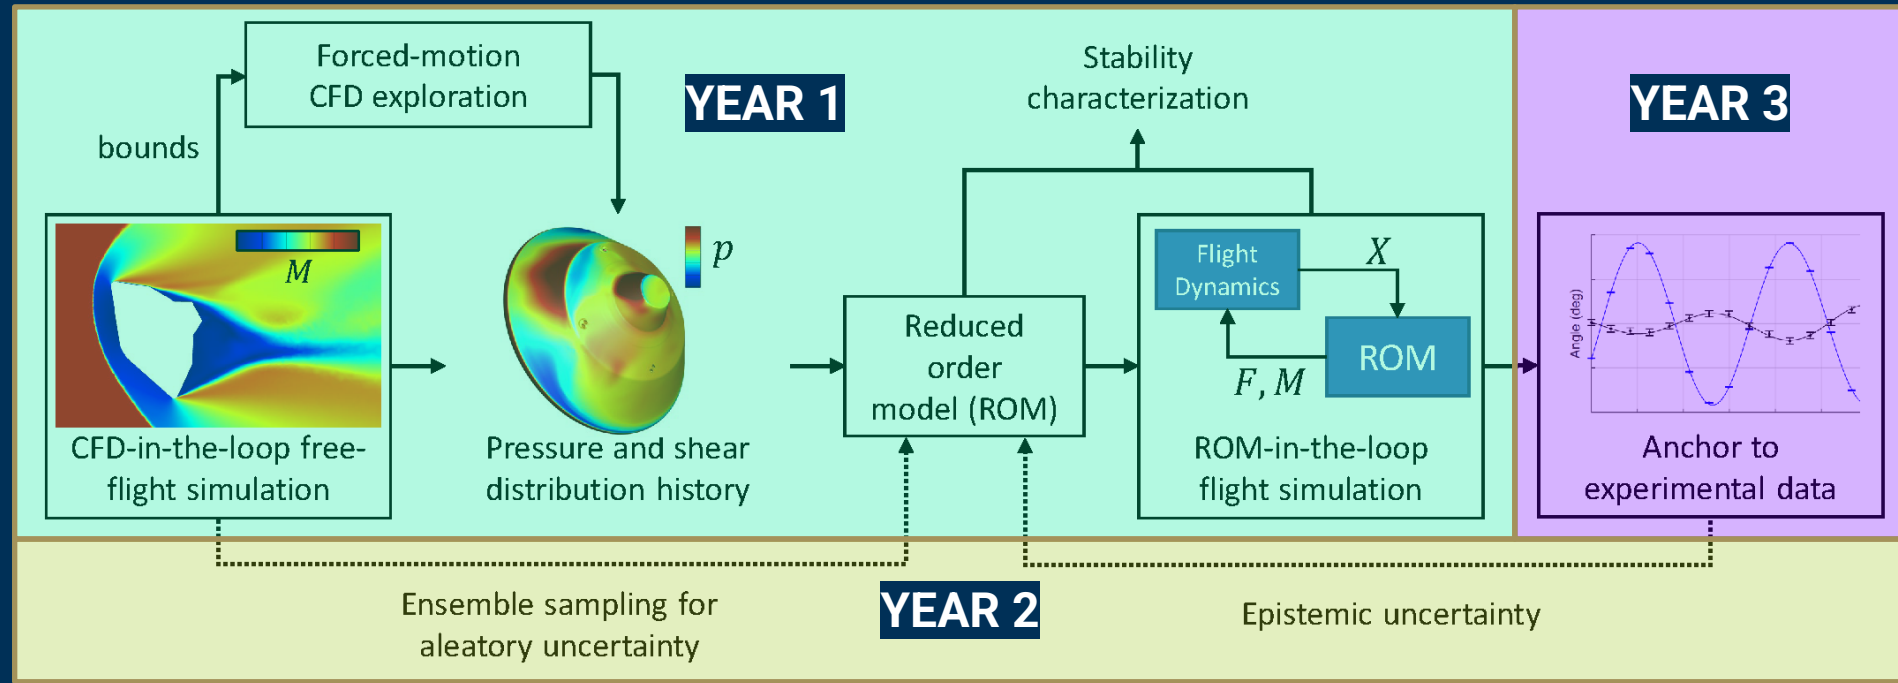 Forced-motion
CFD exploration
YEAR 1
Stability
characterization
YEAR 3
bounds
M
p
Flight
Dynamics
X
ROM
F, M
Reduced
order
model (ROM)
Angle (deg)
CFD-in-the-loop free-
flight simulation
Pressure and shear
distribution history
ROM-in-the-loop
flight simulation
Anchor to
experimental data
Ensemble sampling for
aleatory uncertainty
YEAR 2
Epistemic uncertainty